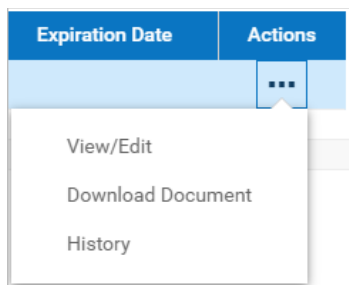 Expiration Date Actions
...
View/Edit
Download Document
History